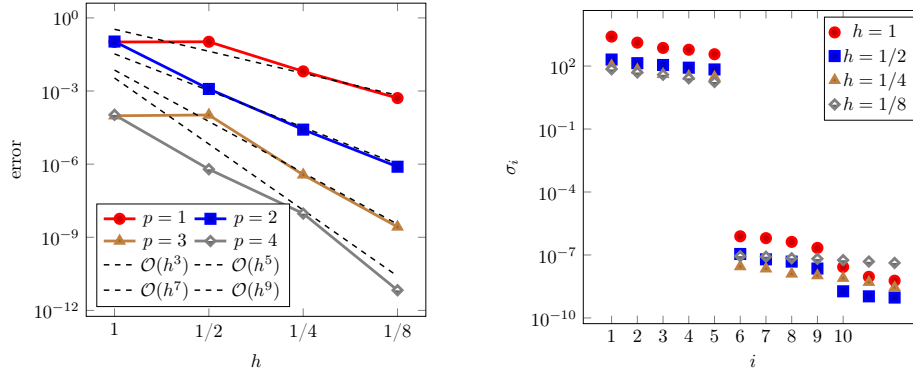 10^0
10^−3
10^−6
10^−9
10^−12
error
p = 1 p = 2
p = 3 p = 4
𝒪(h^3) 𝒪(h^5)
𝒪(h^7) 𝒪(h^9)
1 1/2 1/4 1/8
h
10^2
10^−1
10^−4
10^−7
10^−10
σ_i
h = 1
h = 1/2
h = 1/4
h = 1/8
1 2 3 4 5 6 7 8 9 10
i